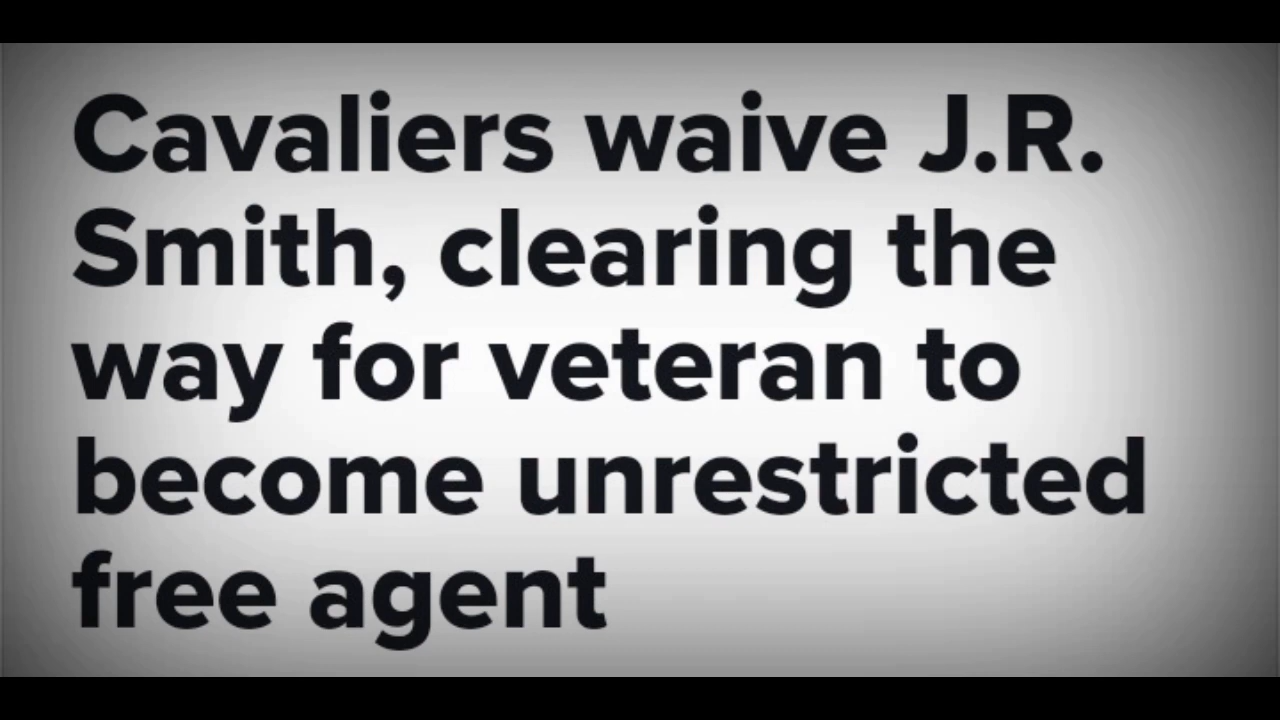 Cavaliers waive J.R.
Smith, clearing the
way for veteran to
become unrestricted
free agent